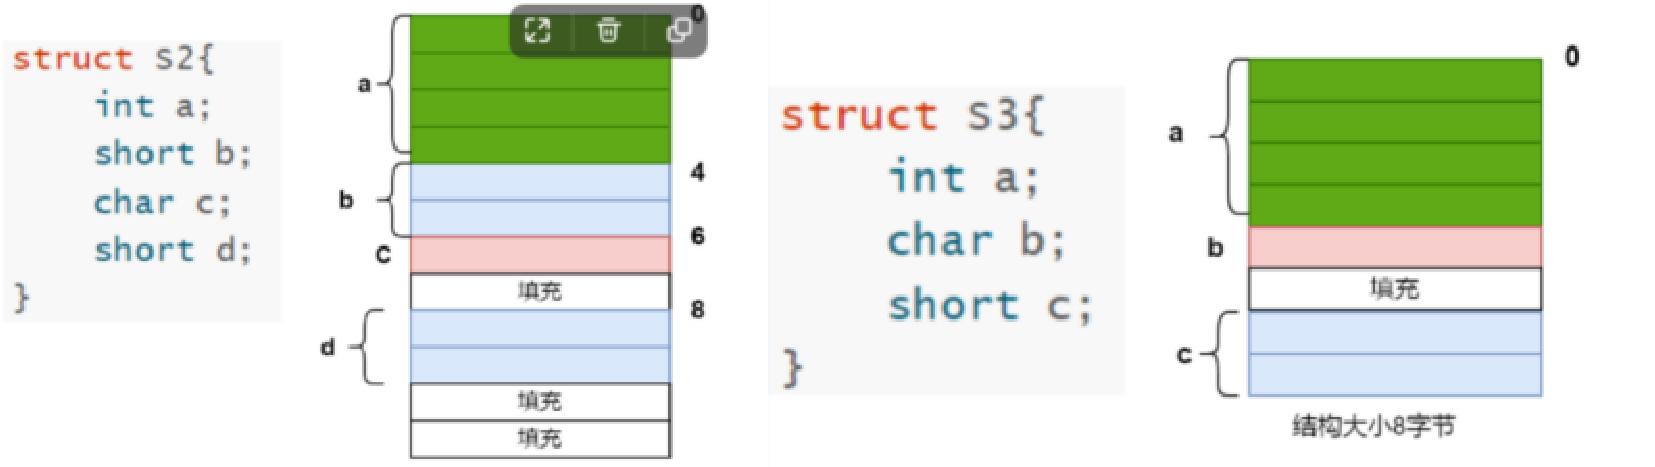 struct S2{
int a;
short b;
char c;
short d;
}
0
a
4
b
6
c
填充
8
d
填充
填充
struct S3{
int a;
char b;
short c;
}
0
a
b
填充
c
结构大小8字节